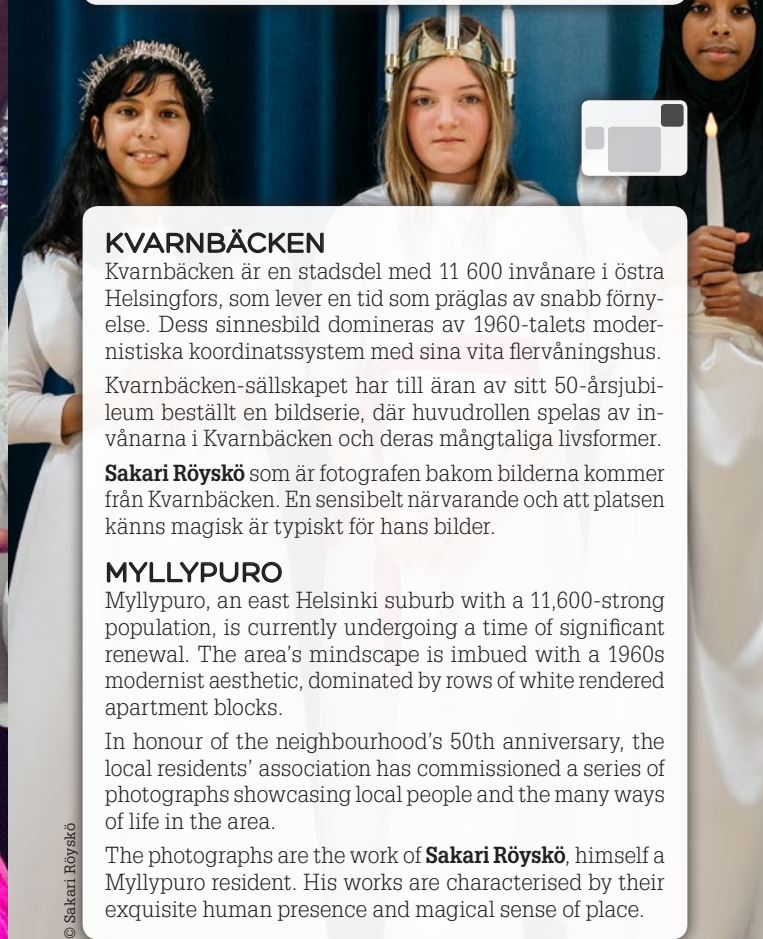 KVARNBÄCKEN
Kvarnbäcken är en stadsdel med 11 600 invånare i östra
Helsingfors, som lever en tid som präglas av snabb förny-
else. Dess sinnesbild domineras av 1960-talets moder-
nistiska koordinatssystem med sina vita flervåningshus.
Kvarnbäcken-sällskapet har till äran av sitt 50-årsjubi-
leum beställt en bildserie, där huvudrollen spelas av in-
vånarna i Kvarnbäcken och deras mångtaliga livsformer.
Sakari Röyskö som är fotografen bakom bilderna kommer
från Kvarnbäcken. En sensibelt närvarande och att platsen
känns magisk är typiskt för hans bilder.
MYLLYPURO
Myllypuro, an east Helsinki suburb with a 11,600-strong
population, is currently undergoing a time of significant
renewal. The area’s mindscape is imbued with a 1960s
modernist aesthetic, dominated by rows of white rendered
apartment blocks.
In honour of the neighbourhood’s 50th anniversary, the
local residents’ association has commissioned a series of
photographs showcasing local people and the many ways
of life in the area.
The photographs are the work of Sakari Röyskö, himself a
Myllypuro resident. His works are characterised by their
exquisite human presence and magical sense of place.
© Sakari Röyskö